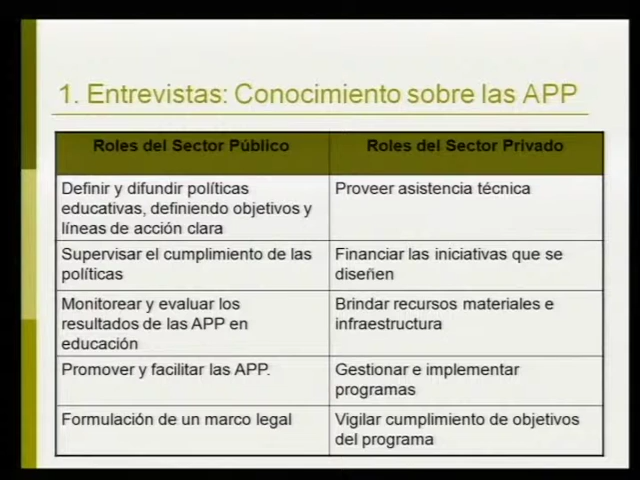 1. Entrevistas: Conocimiento sobre las APP
Roles del Sector Público
Roles del Sector Privado
Definir y difundir políticas
educativas, definiendo objetivos y
líneas de acción clara
Proveer asistencia técnica
Supervisar el cumplimiento de las
políticas
Financiar las iniciativas que se
diseñen
Monitorear y evaluar los
resultados de las APP en
educación
Brindar recursos materiales e
infraestructura
Promover y facilitar las APP.
Gestionar e implementar
programas
Formulación de un marco legal
Vigilar cumplimiento de objetivos
del programa